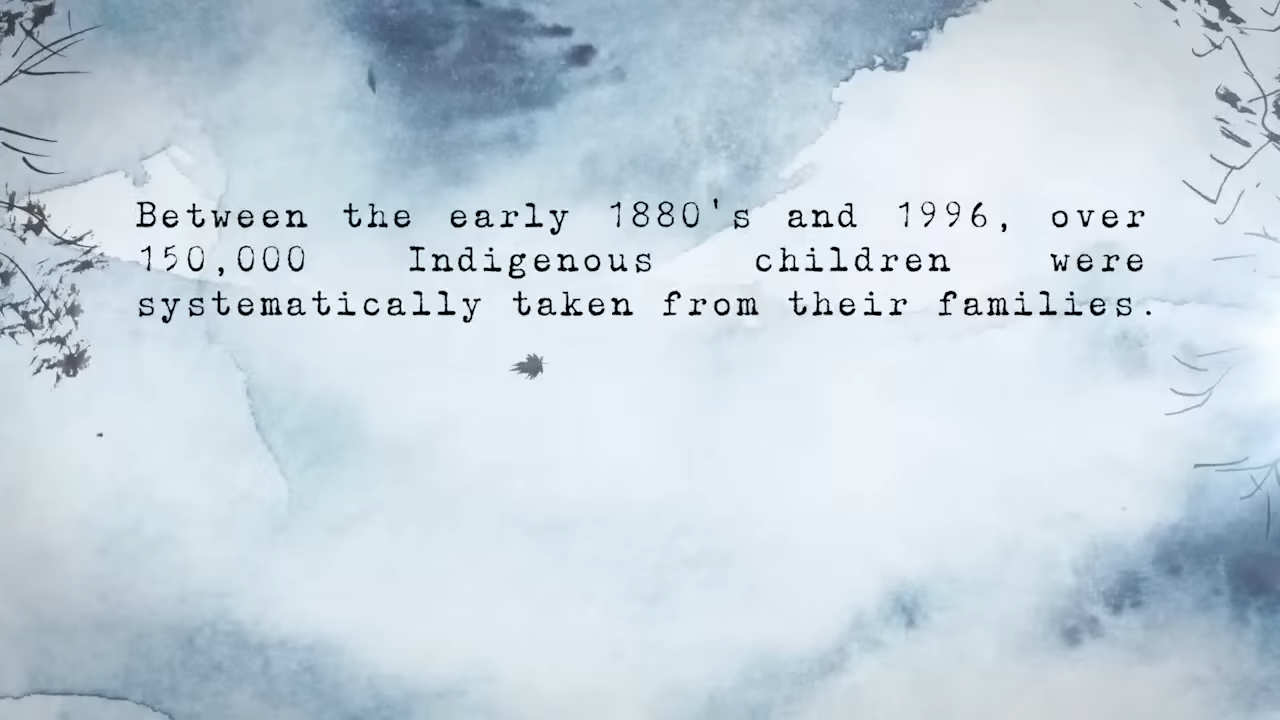 Between the early 1880's and 1996, over
150,000 Indigenous children were
systematically taken from their families.